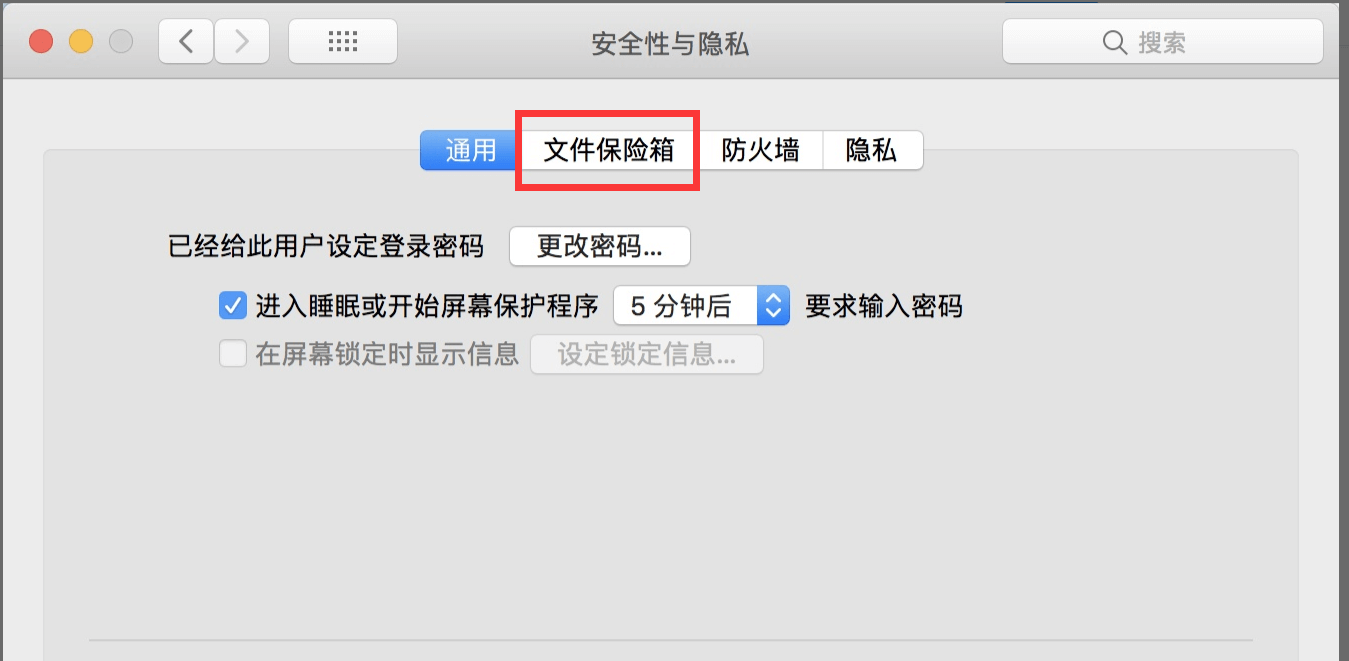 安全性与隐私
搜索
通用 文件保险箱 防火墙 隐私
已经给此用户设定登录密码 更改密码...
进入睡眠或开始屏幕保护程序 5 分钟后 要求输入密码
在屏幕锁定时显示信息 设定锁定信息...